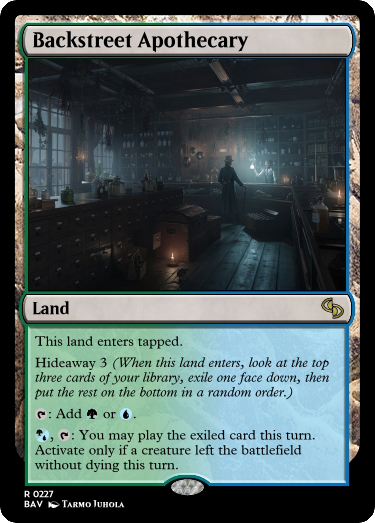 Backstreet Apothecary
Land
This land enters tapped.
Hideaway 3 (When this land enters, look at the top
three cards of your library, exile one face down, then
put the rest on the bottom in a random order.)
: Add or .
, : You may play the exiled card this turn.
Activate only if a creature left the battlefield
without dying this turn.
R 0227
BAV Tarmo Juhola